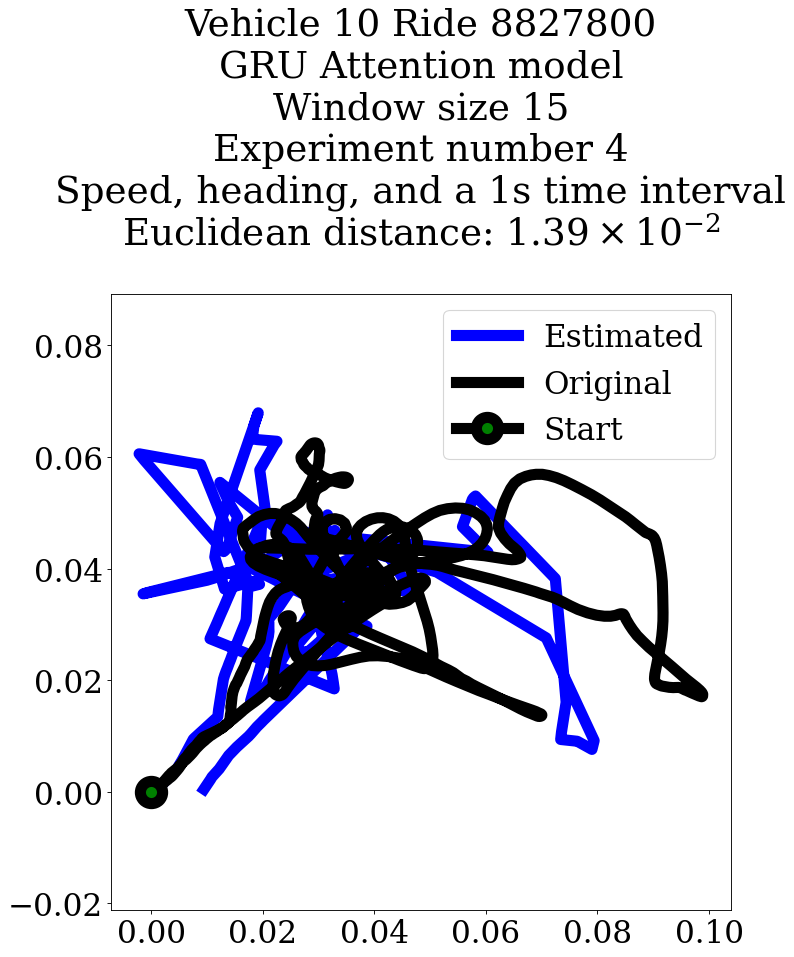 Vehicle 10 Ride 8827800
GRU Attention model
Window size 15
Experiment number 4
Speed, heading, and a 1s time interval
Euclidean distance: 1.39 × 10⁻²
Estimated
Original
Start
0.08
0.06
0.04
0.02
0.00
−0.02
0.00 0.02 0.04 0.06 0.08 0.10